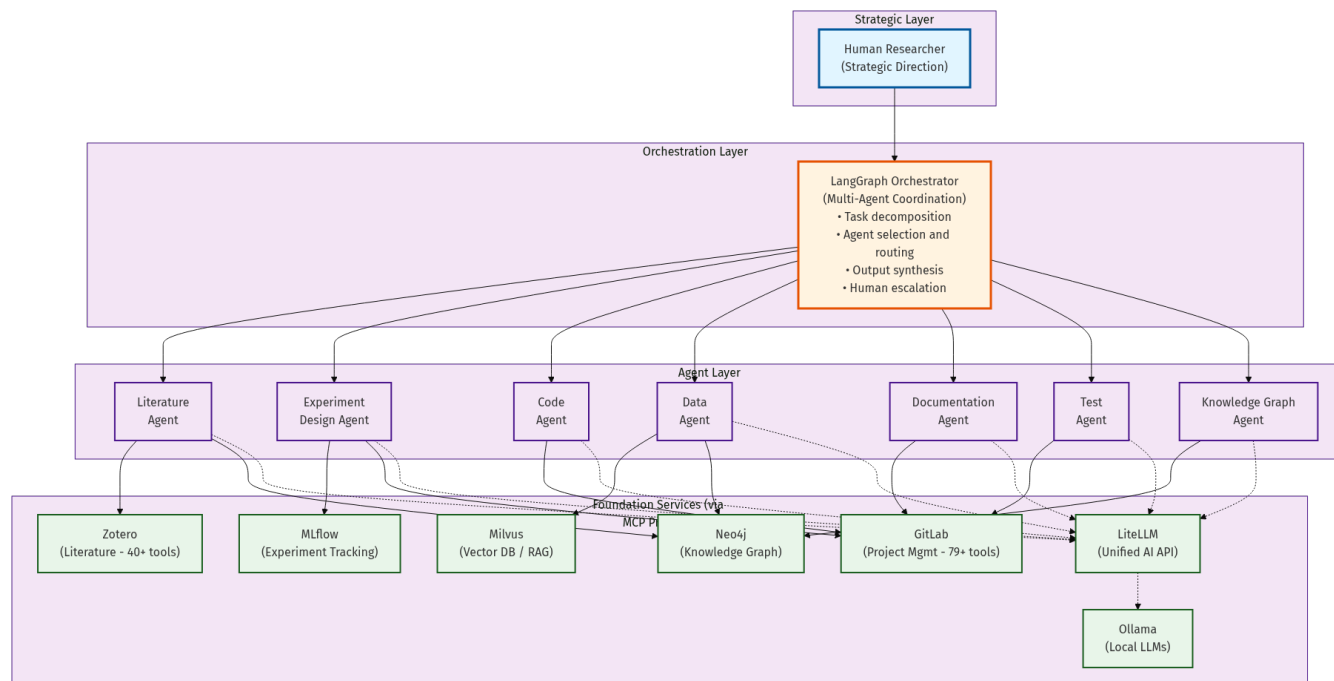 Strategic Layer
Human Researcher
(Strategic Direction)
Orchestration Layer
LangGraph Orchestrator
(Multi-Agent Coordination)
• Task decomposition
• Agent selection and
routing
• Output synthesis
• Human escalation
Agent Layer
Literature
Agent
Experiment
Design Agent
Code
Agent
Data
Agent
Documentation
Agent
Test
Agent
Knowledge Graph
Agent
Foundation Services (via
MCP
Zotero
(Literature - 40+ tools)
MLflow
(Experiment Tracking)
Milvus
(Vector DB / RAG)
Neo4j
(Knowledge Graph)
GitLab
(Project Mgmt - 79+ tools)
LiteLLM
(Unified AI API)
Ollama
(Local LLMs)